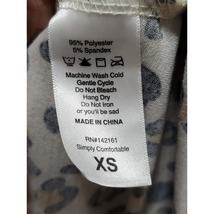 95% Polyester
5% Spandex
Machine Wash Cold
Gentle Cycle
Do Not Bleach
Hang Dry
Do Not Iron
or you'll be sad
MADE IN CHINA
RN#142161
Simply Comfortable
XS